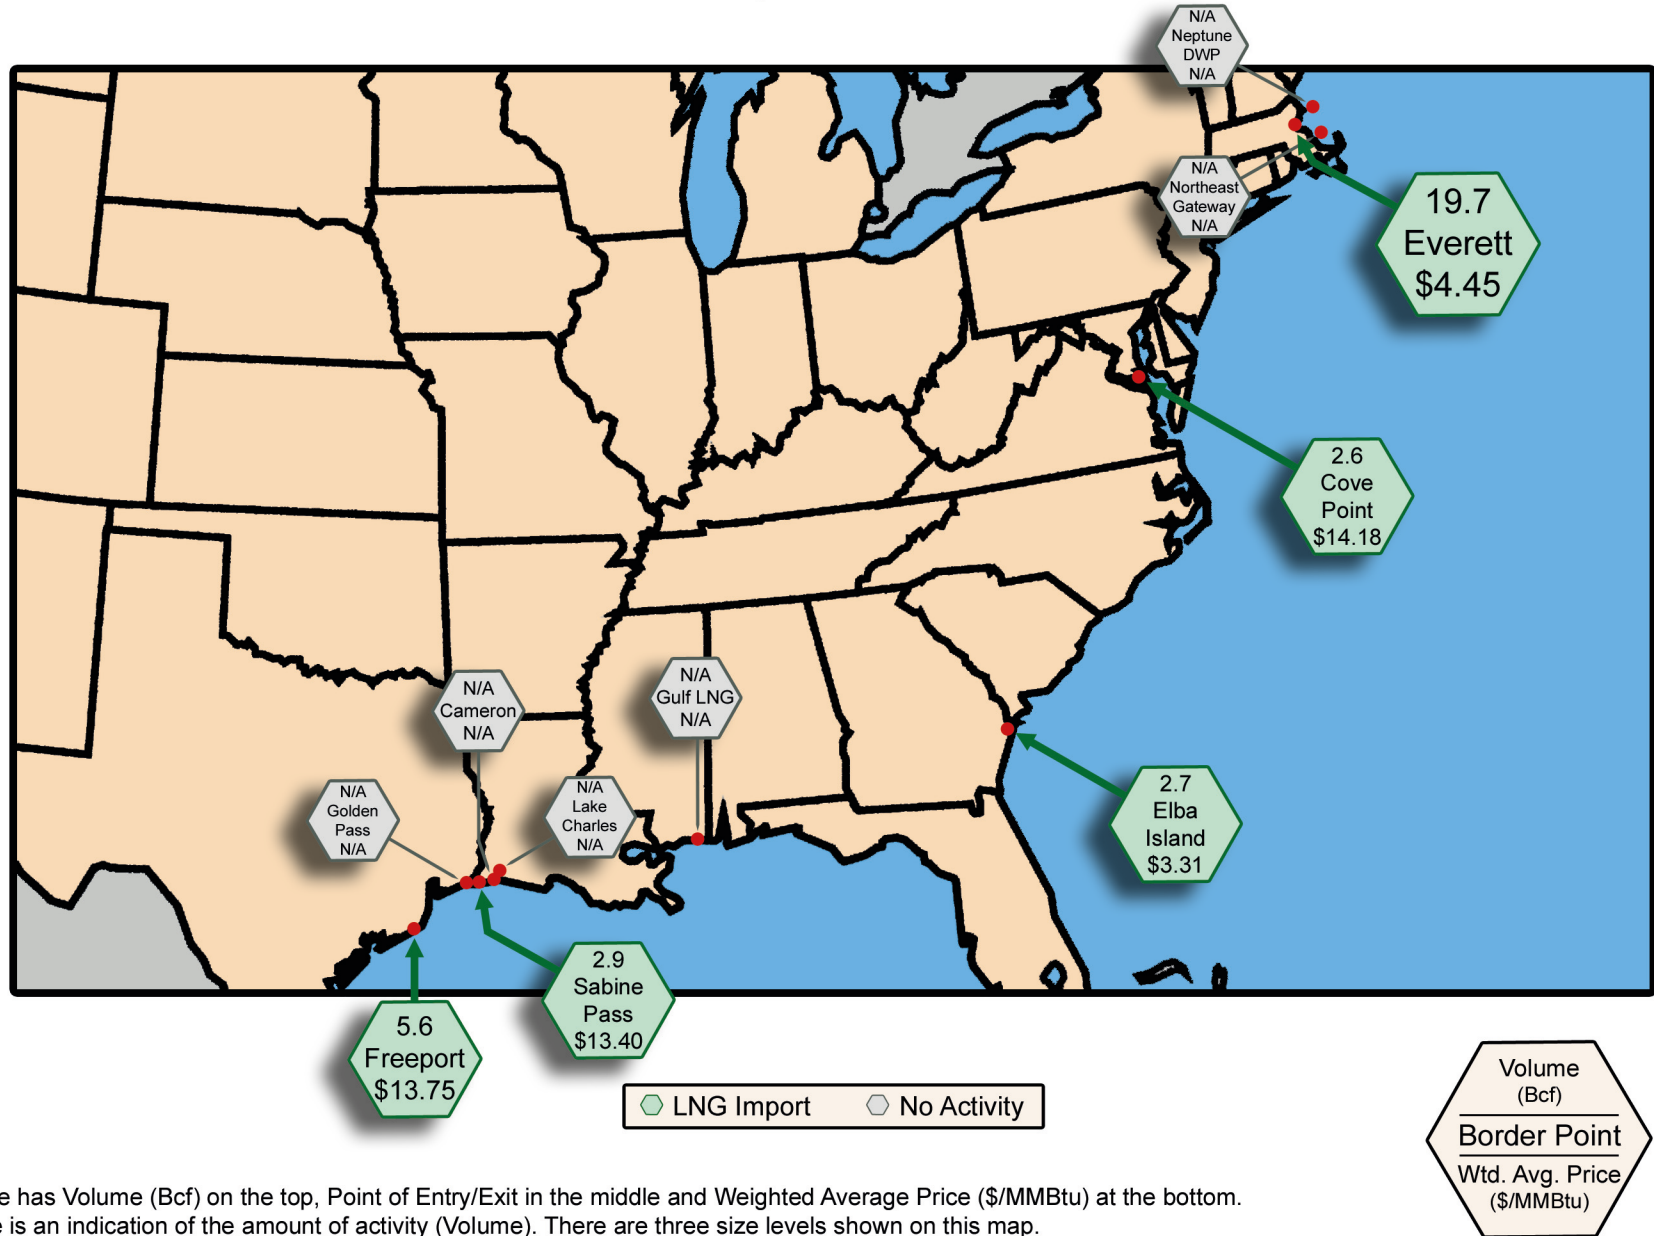 N/A
Neptune
DWP
N/A
N/A
Northeast
Gateway
N/A
19.7
Everett
$4.45
2.6
Cove
Point
$14.18
N/A
Cameron
N/A
N/A
Gulf LNG
N/A
N/A
Golden
Pass
N/A
N/A
Lake
Charles
N/A
2.7
Elba
Island
$3.31
2.9
Sabine
Pass
$13.40
5.6
Freeport
$13.75
LNG Import
No Activity
Volume
(Bcf)
Border Point
Wtd. Avg. Price
($/MMBtu)
has Volume (Bcf) on the top, Point of Entry/Exit in the middle and Weighted Average Price ($/MMBtu) at the bottom.
is an indication of the amount of activity (Volume). There are three size levels shown on this map.